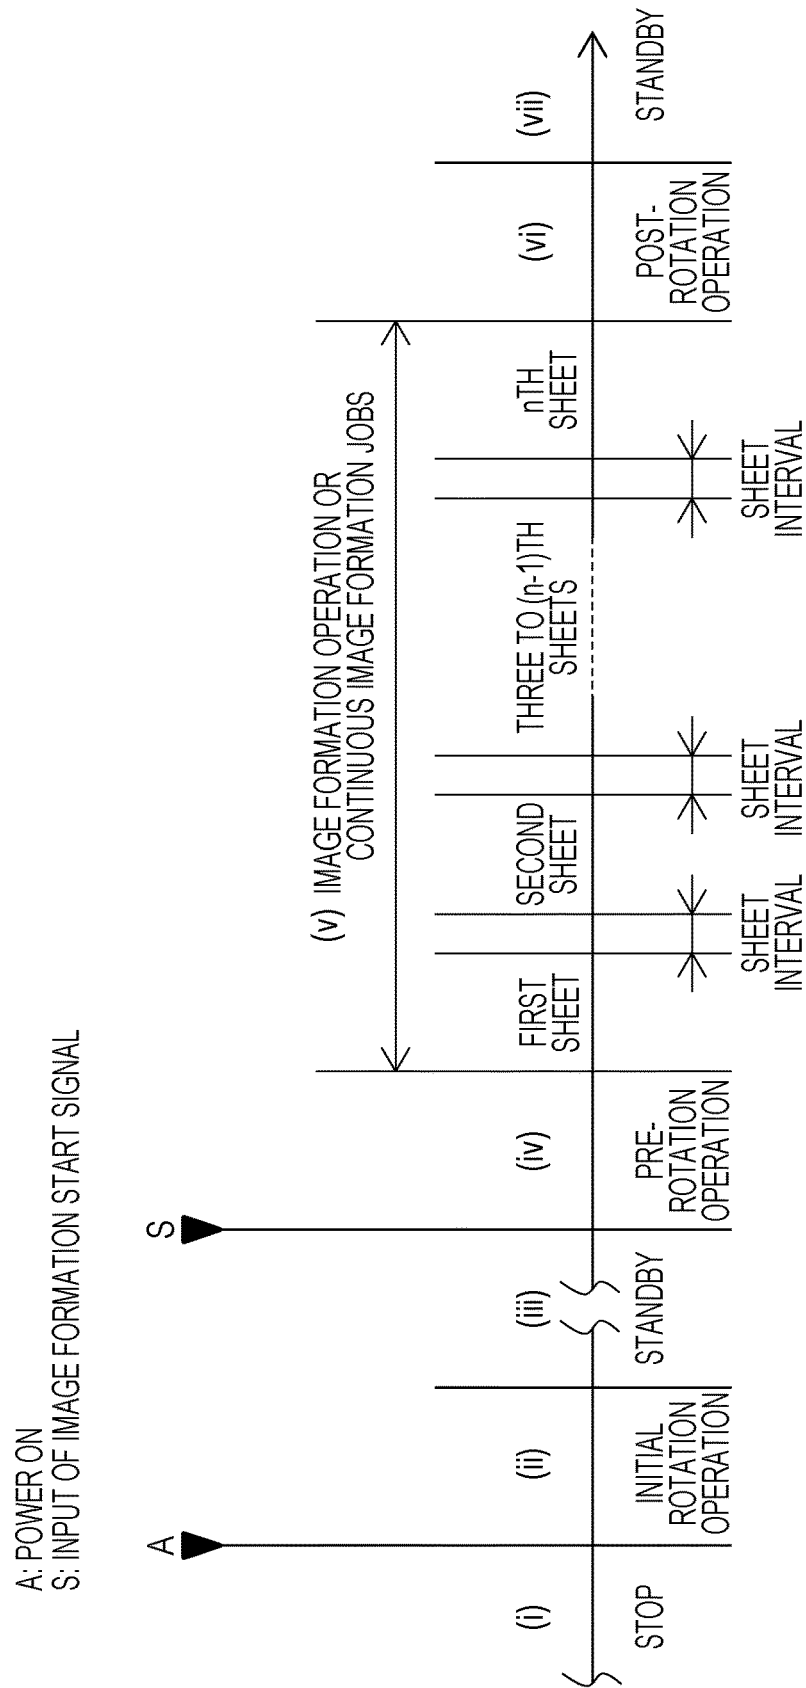 A: POWER ON
S: INPUT OF IMAGE FORMATION START SIGNAL
A
S
(v) IMAGE FORMATION OPERATION OR
CONTINUOUS IMAGE FORMATION JOBS
(i)
(ii)
(iii)
(iv)
FIRST
SHEET
SECOND
SHEET
THREE TO (n-1)TH
SHEETS
nTH
SHEET
(vi)
(vii)
STOP
INITIAL
ROTATION
OPERATION
STANDBY
PRE-
ROTATION
OPERATION
SHEET
INTERVAL
SHEET
INTERVAL
SHEET
INTERVAL
POST-
ROTATION
OPERATION
STANDBY